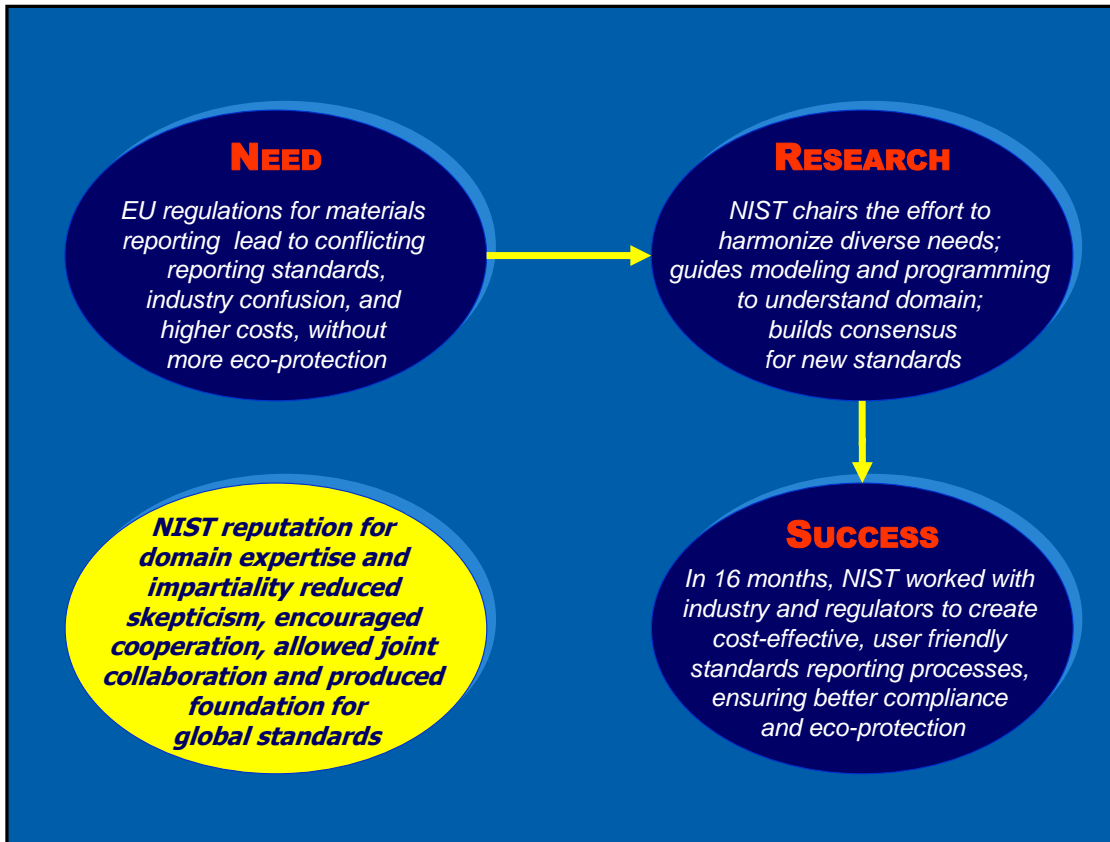 NEED
EU regulations for materials
reporting lead to conflicting
reporting standards,
industry confusion, and
higher costs, without
more eco-protection
RESEARCH
NIST chairs the effort to
harmonize diverse needs;
guides modeling and programming
to understand domain;
builds consensus
for new standards
NIST reputation for
domain expertise and
impartiality reduced
skepticism, encouraged
cooperation, allowed joint
collaboration and produced
foundation for
global standards
SUCCESS
In 16 months, NIST worked with
industry and regulators to create
cost-effective, user friendly
standards reporting processes,
ensuring better compliance
and eco-protection